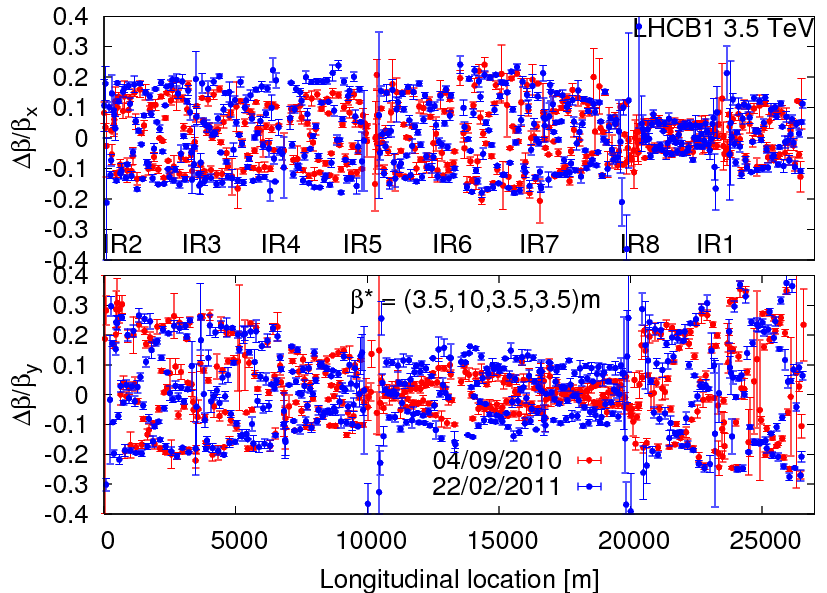 LHCB1 3.5 TeV
0.4
0.3
0.2
0.1
0
-0.1
-0.2
-0.3
-0.4
Δβ/βx
IR2 IR3 IR4 IR5 IR6 IR7 IR8 IR1
0.4
0.3
0.2
0.1
0
-0.1
-0.2
-0.3
-0.4
Δβ/βy
β* = (3.5,10,3.5,3.5)m
04/09/2010
22/02/2011
0 5000 10000 15000 20000 25000
Longitudinal location [m]